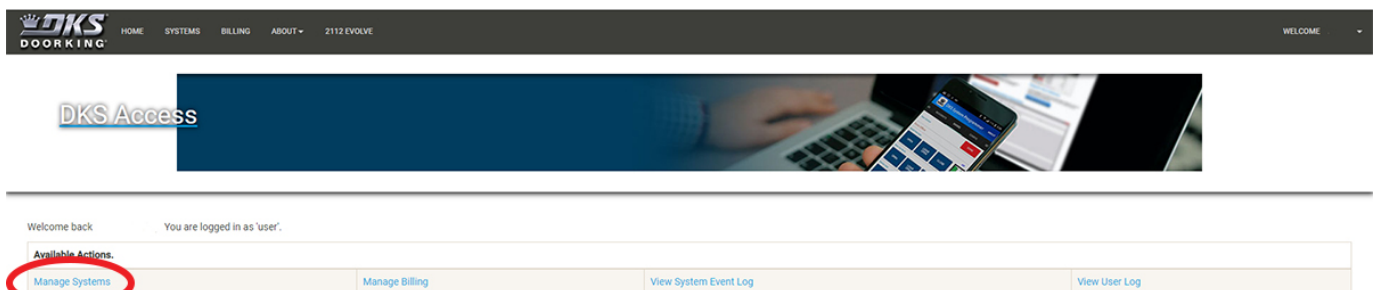 DKS
DOORKING
HOME SYSTEMS BILLING ABOUT 2112 EVOLVE WELCOME
DKS Access
Welcome back You are logged in as 'user'.
Available Actions.
Manage Systems Manage Billing View System Event Log View User Log